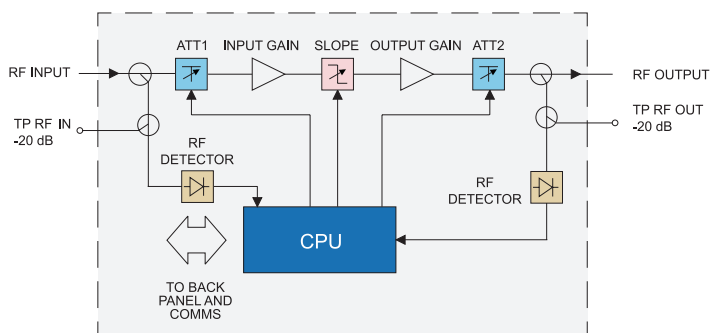 ATT1
INPUT GAIN
SLOPE
OUTPUT GAIN
ATT2
RF INPUT
RF OUTPUT
TP RF IN
-20 dB
TP RF OUT
-20 dB
RF
DETECTOR
RF
DETECTOR
CPU
TO BACK
PANEL AND
COMMS